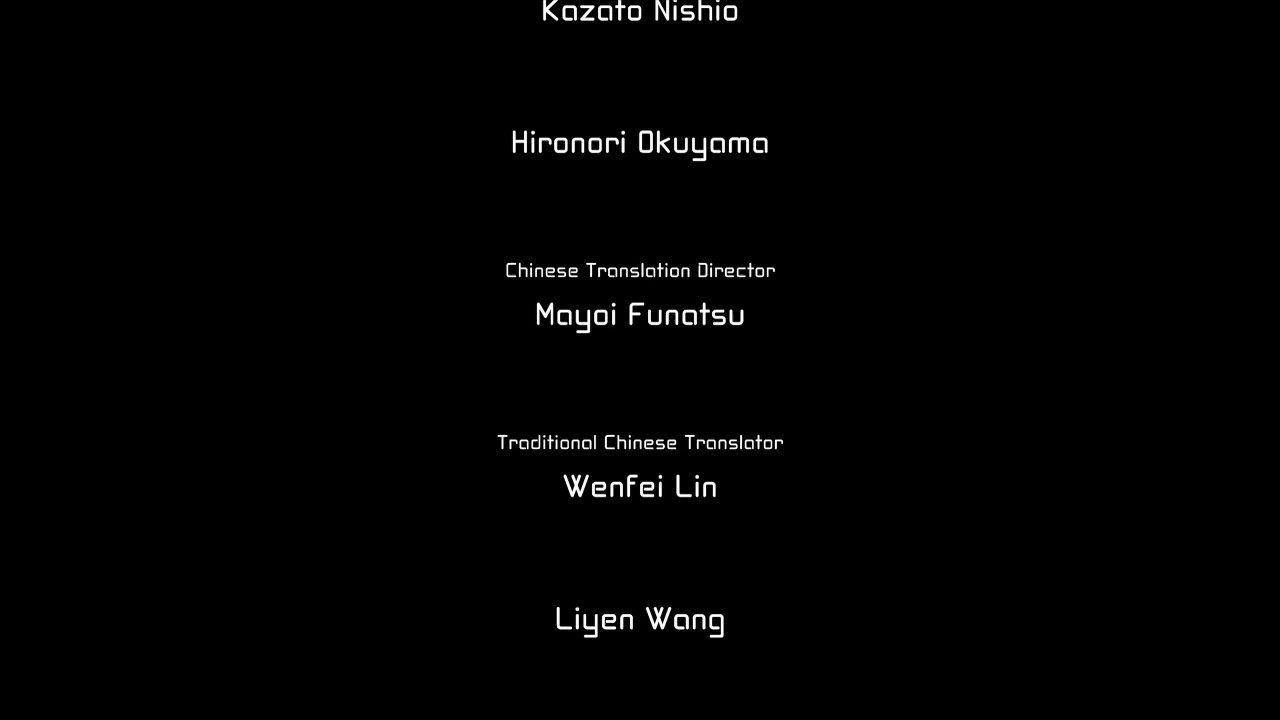 Kazato Nishio
Hironori Okuyama
Chinese Translation Director
Mayoi Funatsu
Traditional Chinese Translator
Wenfei Lin
Liyen Wang